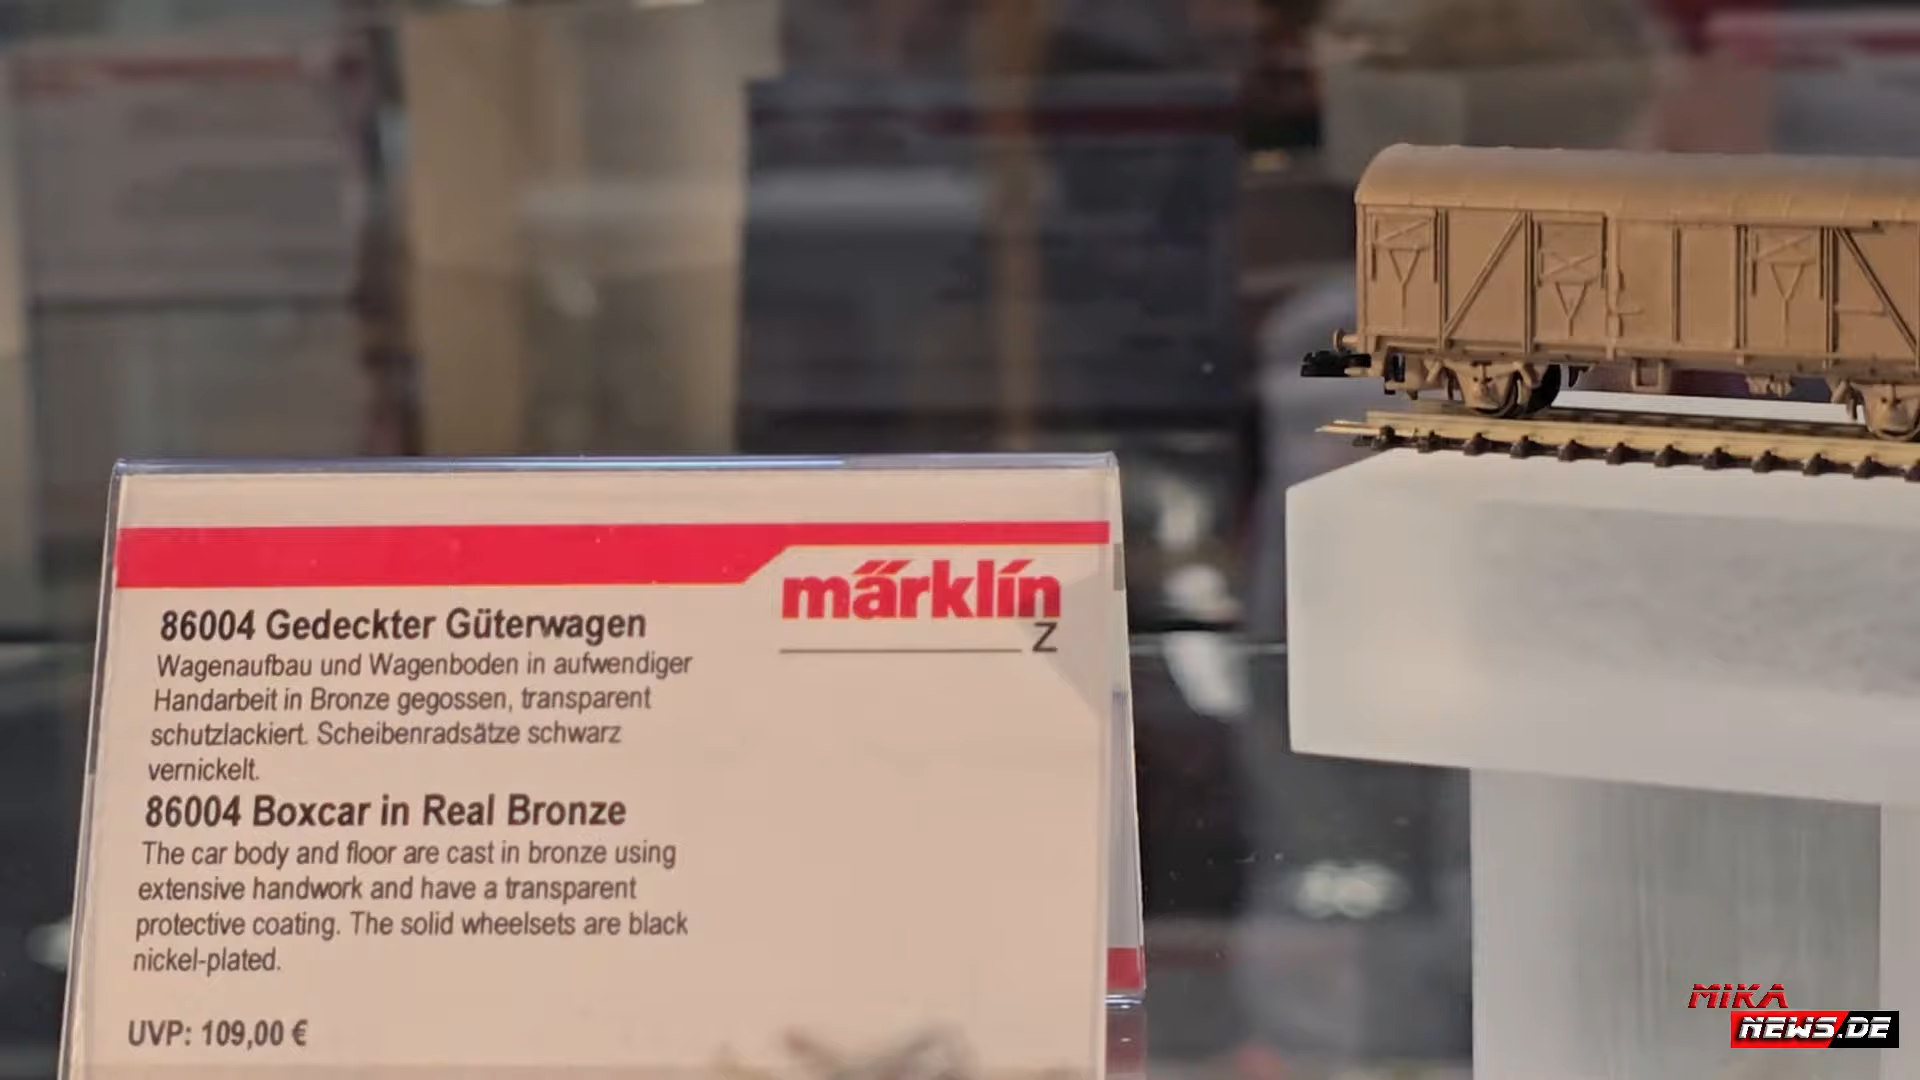 märklin
Z
86004 Gedeckter Güterwagen
Wagenaufbau und Wagenboden in aufwendiger
Handarbeit in Bronze gegossen, transparent
schutzlackiert. Scheibenradsätze schwarz
vernickelt.
86004 Boxcar in Real Bronze
The car body and floor are cast in bronze using
extensive handwork and have a transparent
protective coating. The solid wheelsets are black
nickel-plated.
UVP: 109,00 €
MIKA
NEWS.DE